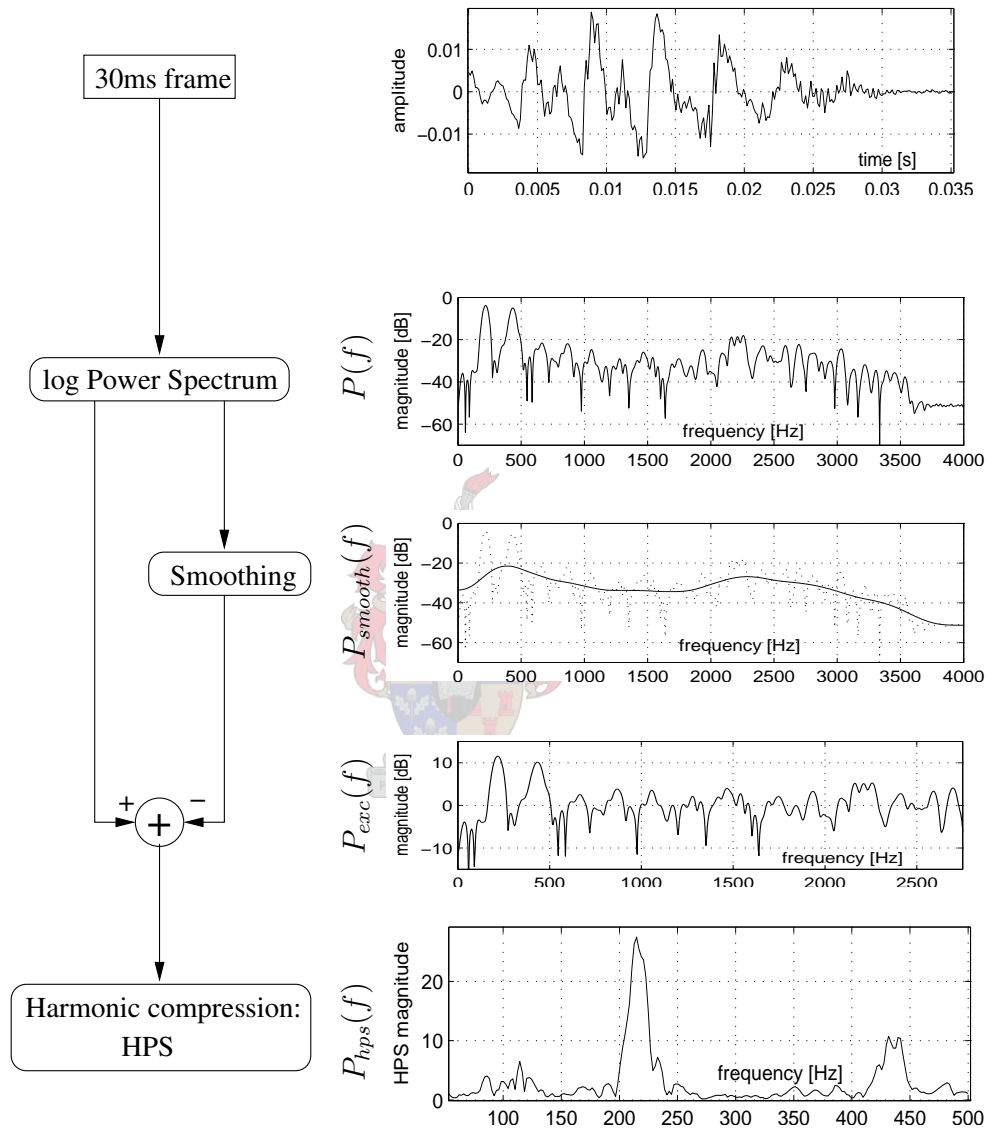 30ms frame
amplitude
0.01
0
−0.01
time [s]
0 0.005 0.01 0.015 0.02 0.025 0.03 0.035
log Power Spectrum
P(f)
magnitude [dB]
0
−20
−40
−60
frequency [Hz]
0 500 1000 1500 2000 2500 3000 3500 4000
Smoothing
P_smooth(f)
magnitude [dB]
0
−20
−40
−60
frequency [Hz]
0 500 1000 1500 2000 2500 3000 3500 4000
+ −
+
P_exc(f)
magnitude [dB]
10
0
−10
frequency [Hz]
0 500 1000 1500 2000 2500
Harmonic compression:
HPS
P_hps(f)
HPS magnitude
20
10
0
frequency [Hz]
100 150 200 250 300 350 400 450 500